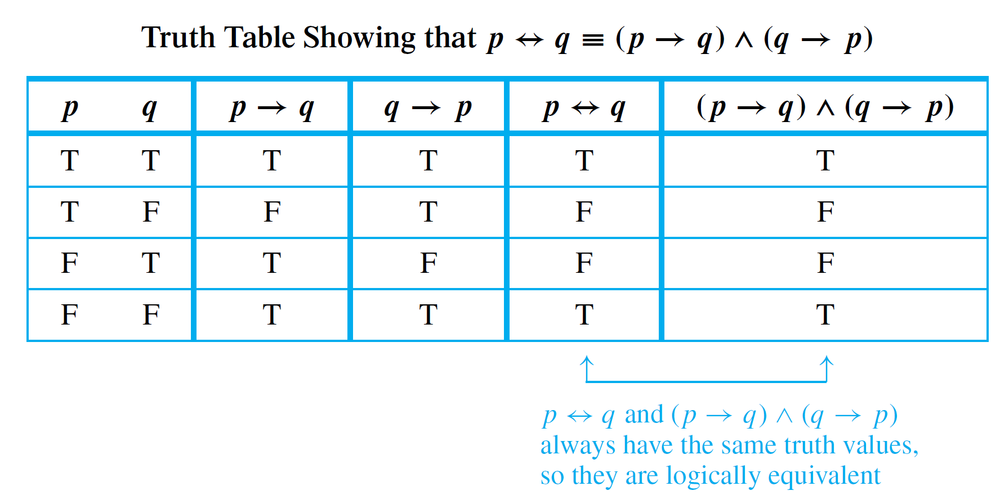 Truth Table Showing that p ↔ q ≡ (p → q) ∧ (q → p)
p q p → q q → p p ↔ q (p → q) ∧ (q → p)
T T T T T T
T F F T F F
F T T F F F
F F T T T T
p ↔ q and (p → q) ∧ (q → p)
always have the same truth values,
so they are logically equivalent